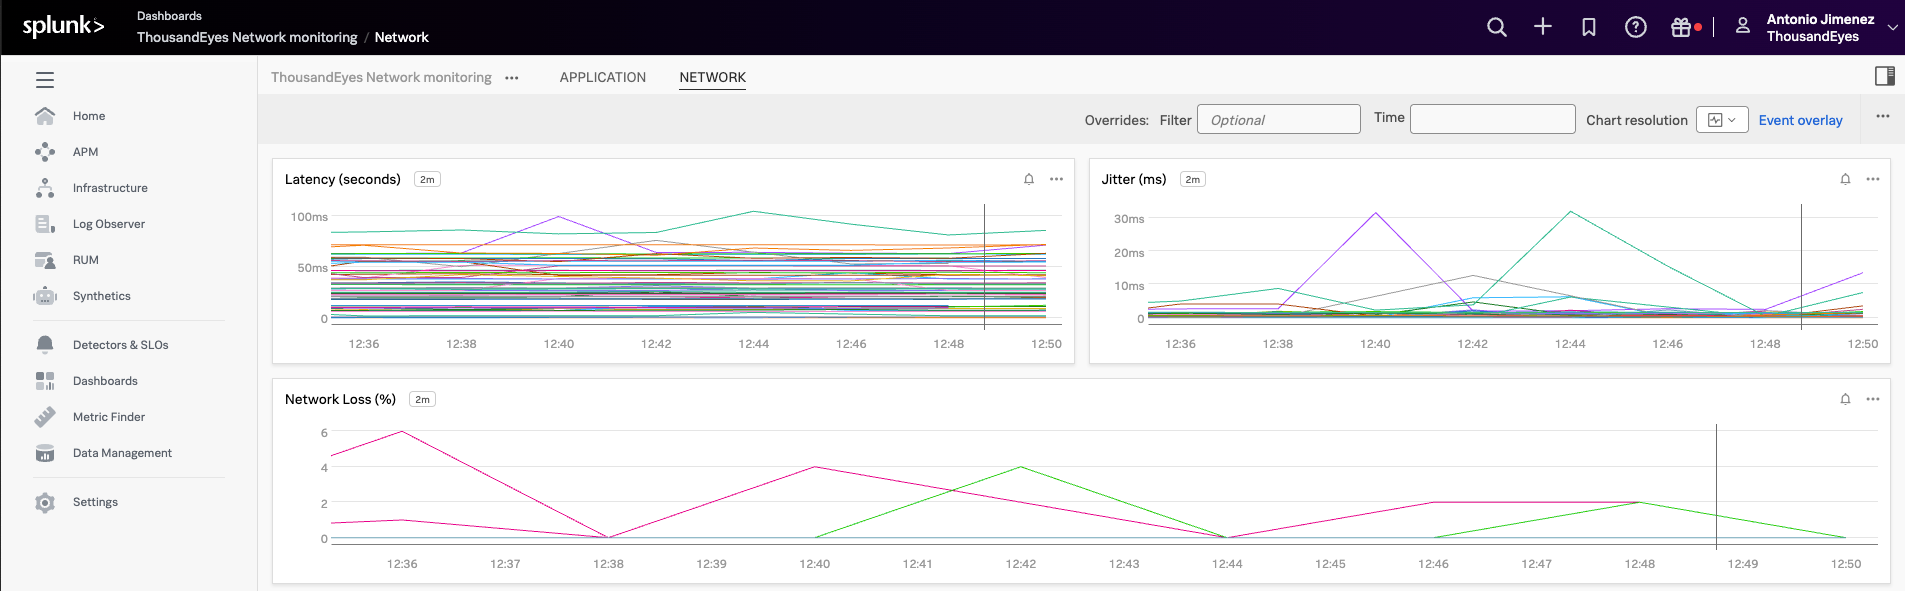 splunk>
Dashboards
ThousandEyes Network monitoring / Network
Antonio Jimenez
ThousandEyes
Home
APM
Infrastructure
Log Observer
RUM
Synthetics
Detectors & SLOs
Dashboards
Metric Finder
Data Management
Settings
ThousandEyes Network monitoring ••• APPLICATION NETWORK
Overrides: Filter Optional Time Chart resolution Event overlay •••
Latency (seconds) 2m
100ms
50ms
0
12:36 12:38 12:40 12:42 12:44 12:46 12:48 12:50
Jitter (ms) 2m
30ms
20ms
10ms
0
12:36 12:38 12:40 12:42 12:44 12:46 12:48 12:50
Network Loss (%) 2m
6
4
2
0
12:36 12:37 12:38 12:39 12:40 12:41 12:42 12:43 12:44 12:45 12:46 12:47 12:48 12:49 12:50